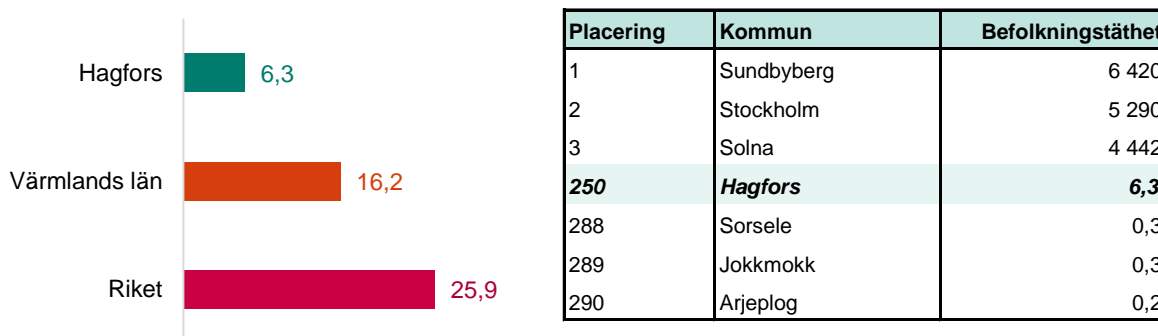 Hagfors 6,3
Värmlands län 16,2
Riket 25,9
Placering Kommun Befolkningstäthet
1 Sundbyberg 6 420
2 Stockholm 5 290
3 Solna 4 442
250 Hagfors 6,3
288 Sorsele 0,3
289 Jokkmokk 0,3
290 Arjeplog 0,2